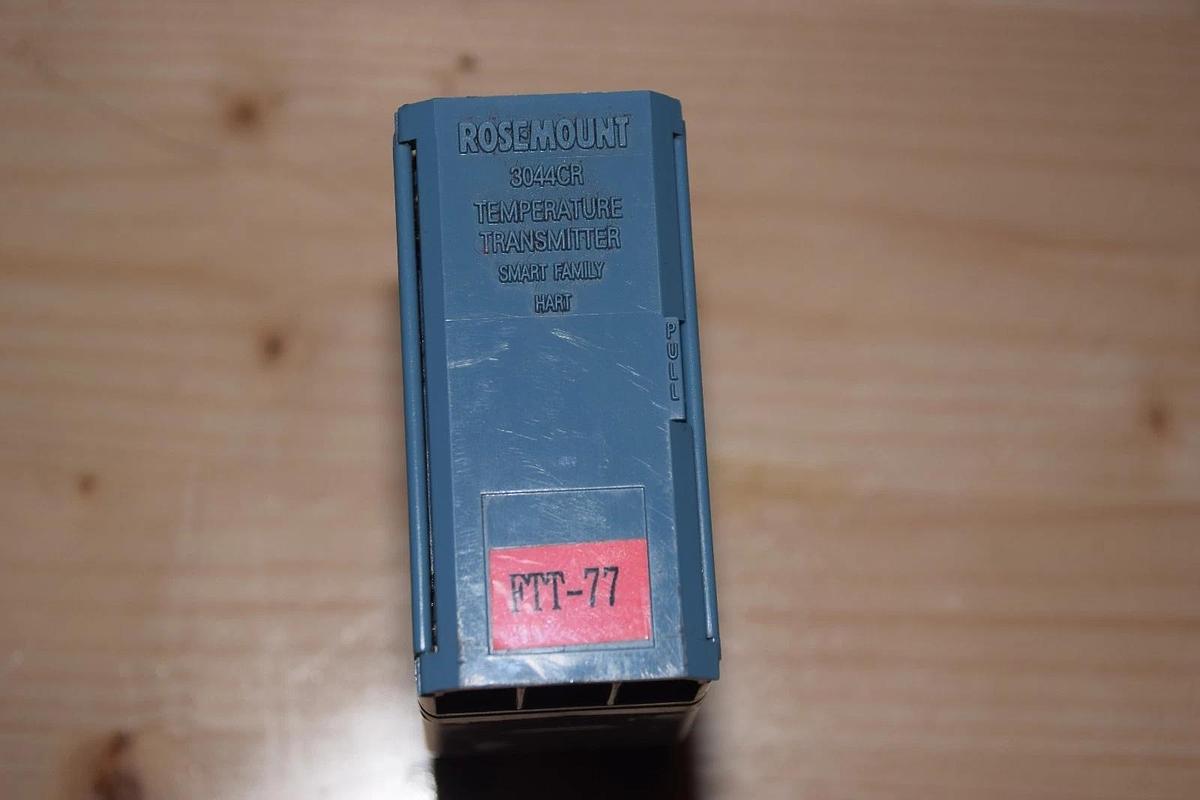 ROSEMOUNT
3044CR
TEMPERATURE
TRANSMITTER
SMART FAMILY
HART
PULL
FTT-77